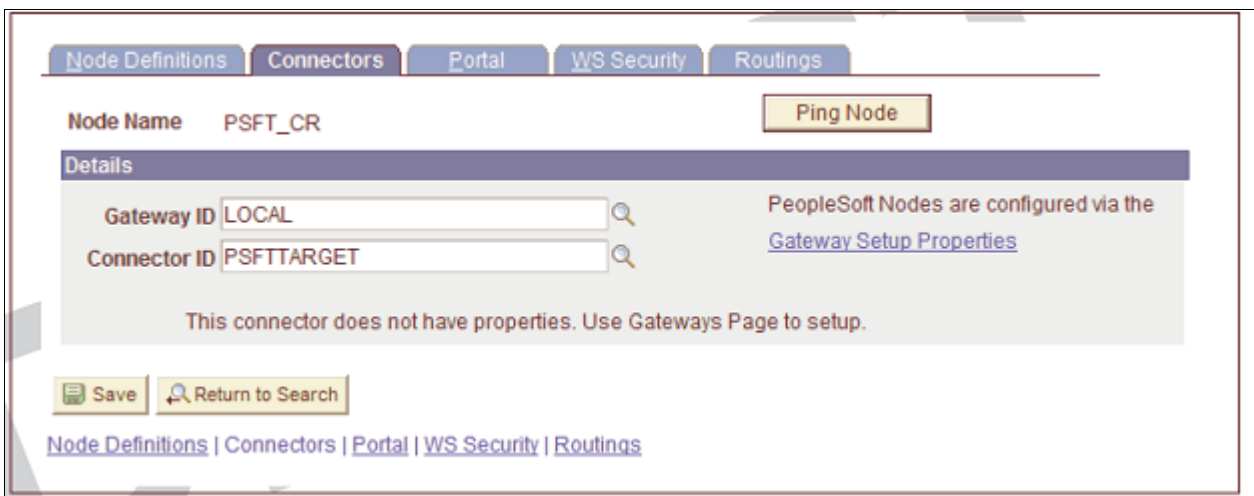 Node Definitions Connectors Portal WS Security Routings
Node Name PSFT_CR Ping Node
Details
Gateway ID LOCAL PeopleSoft Nodes are configured via the
Connector ID PSFTTARGET Gateway Setup Properties
This connector does not have properties. Use Gateways Page to setup.
Save Return to Search
Node Definitions | Connectors | Portal | WS Security | Routings